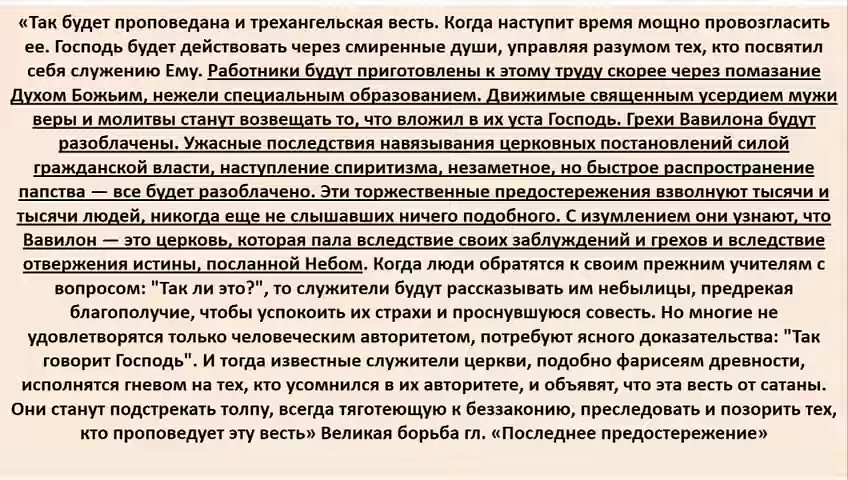 «Так будет проповедана и трехангельская весть. Когда наступит время мощно провозгласить
ее. Господь будет действовать через смиренные души, управляя разумом тех, кто посвятил
себя служению Ему. Работники будут приготовлены к этому труду скорее через помазание
Духом Божьим, нежели специальным образованием. Движимые священным усердием мужи
веры и молитвы станут возвещать то, что вложил в их уста Господь. Грехи Вавилона будут
разоблачены. Ужасные последствия навязывания церковных постановлений силой
гражданской власти, наступление спиритизма, незаметное, но быстрое распространение
папства — все будет разоблачено. Эти торжественные предостережения взволнуют тысячи и
тысячи людей, никогда еще не слышавших ничего подобного. С изумлением они узнают, что
Вавилон — это церковь, которая пала вследствие своих заблуждений и грехов и вследствие
отвержения истины, посланной Небом. Когда люди обратятся к своим прежним учителям с
вопросом: "Так ли это?", то служители будут рассказывать им небылицы, предрекая
благополучие, чтобы успокоить их страхи и проснувшуюся совесть. Но многие не
удовлетворятся только человеческим авторитетом, потребуют ясного доказательства: "Так
говорит Господь". И тогда известные служители церкви, подобно фарисеям древности,
исполнятся гневом на тех, кто усомнился в их авторитете, и объявят, что эта весть от сатаны.
Они станут подстрекать толпу, всегда тяготеющую к беззаконию, преследовать и позорить тех,
кто проповедует эту весть» Великая борьба гл. «Последнее предостережение»